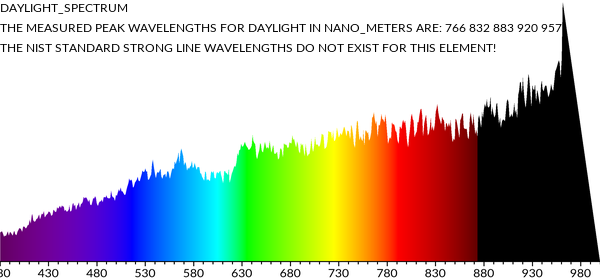 DAYLIGHT_SPECTRUM
THE MEASURED PEAK WAVELENGTHS FOR DAYLIGHT IN NANO_METERS ARE: 766 832 883 920 957
THE NIST STANDARD STRONG LINE WAVELENGTHS DO NOT EXIST FOR THIS ELEMENT!
80 430 480 530 580 630 680 730 780 830 880 930 980